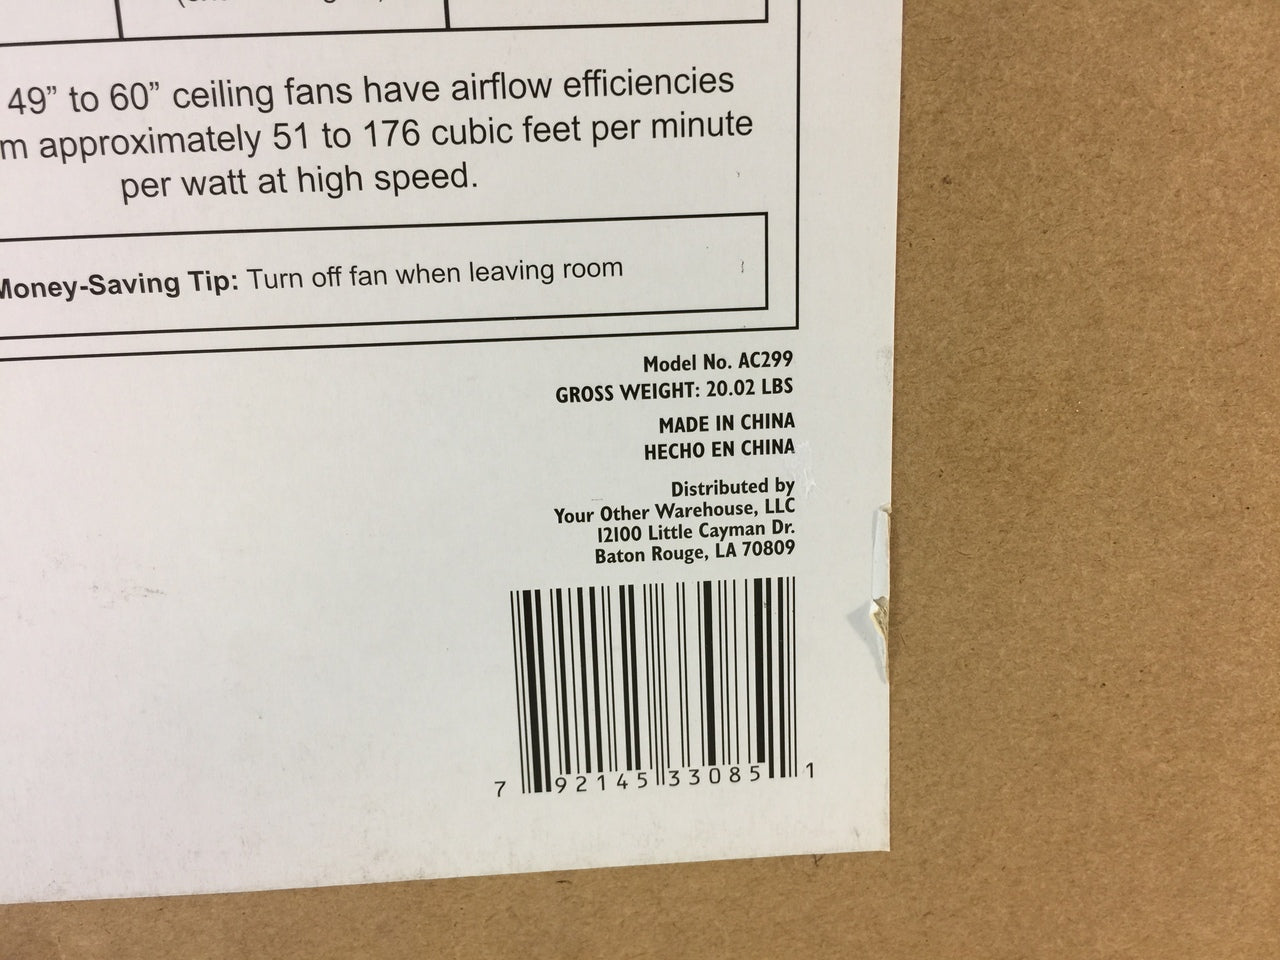 49” to 60” ceiling fans have airflow efficiencies
approximately 51 to 176 cubic feet per minute
per watt at high speed.
Money-Saving Tip: Turn off fan when leaving room
Model No. AC299
GROSS WEIGHT: 20.02 LBS
MADE IN CHINA
HECHO EN CHINA
Distributed by
Your Other Warehouse, LLC
12100 Little Cayman Dr.
Baton Rouge, LA 70809
7 92145 33085 1